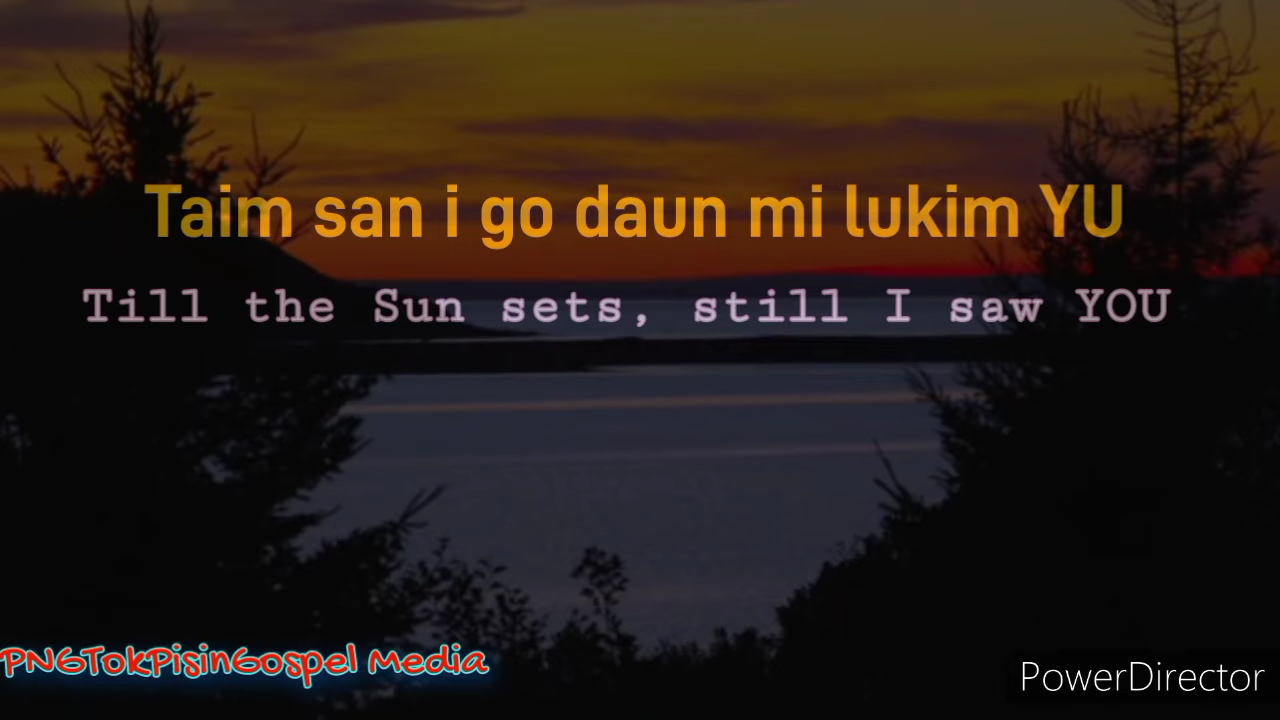 Taim san i go daun mi lukim YU
Till the Sun sets, still I saw YOU
PNGTokPisinGospel Media
PowerDirector